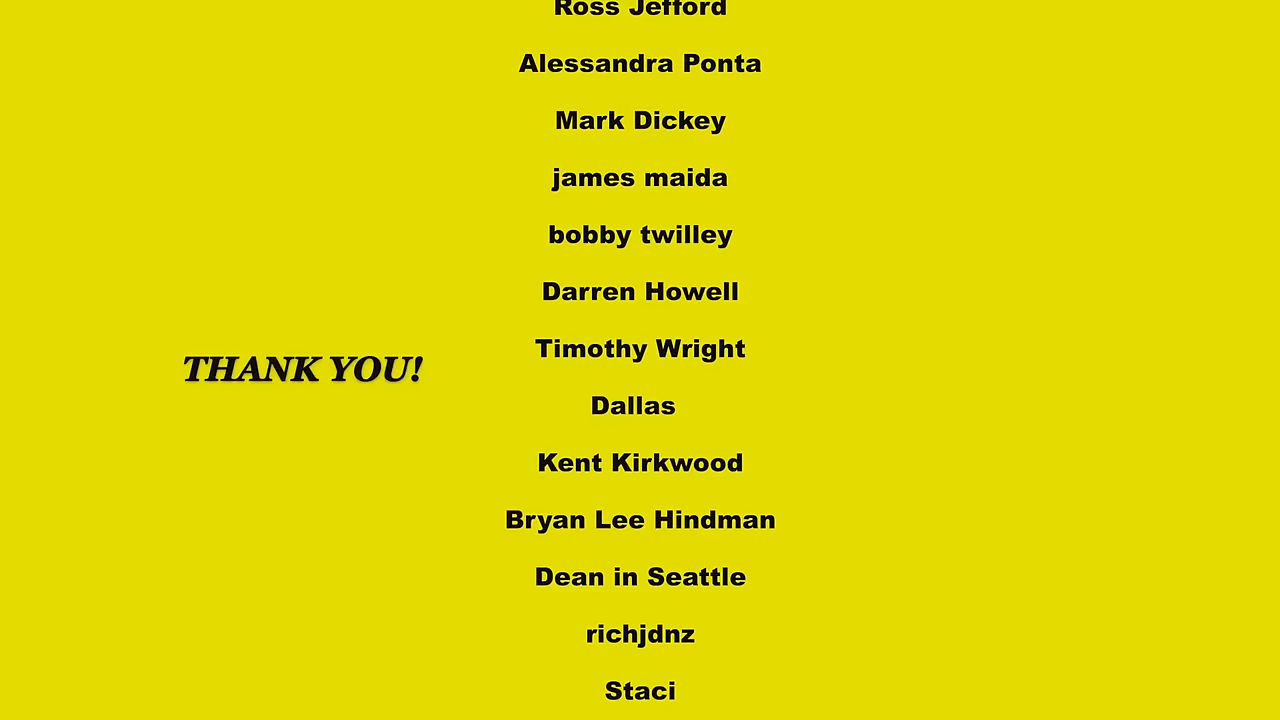 Ross Jefford
Alessandra Ponta
Mark Dickey
james maida
bobby twilley
Darren Howell
Timothy Wright
THANK YOU!
Dallas
Kent Kirkwood
Bryan Lee Hindman
Dean in Seattle
richjdnz
Staci